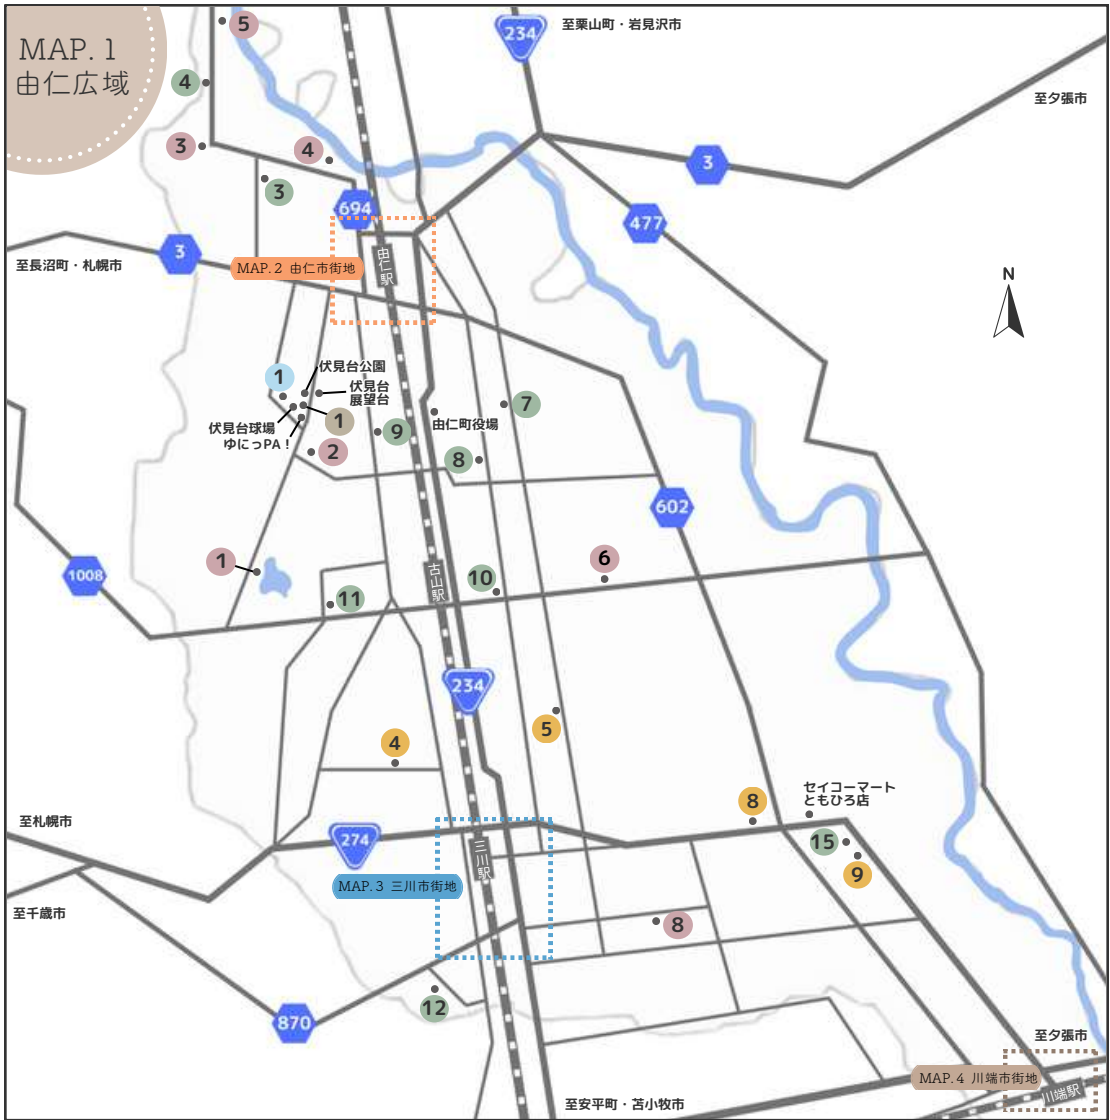 MAP. 1
由仁広域
5
234
至栗山町・岩見沢市
4
至夕張市
3
4
3
3
694
477
由仁駅
3
至長沼町・札幌市
MAP. 2 由仁市街地
N
伏見台公園
1
伏見台
展望台
7
1
由仁町役場
伏見台球場
9
ゆにっPA！
2
8
602
1
古山駅
6
1008
10
11
234
5
4
セイコーマート
ともひろ店
8
至札幌市
274
15
三川駅
9
MAP. 3 三川市街地
至千歳市
8
12
870
至夕張市
MAP. 4 川端市街地
川端駅
至安平町・苫小牧市